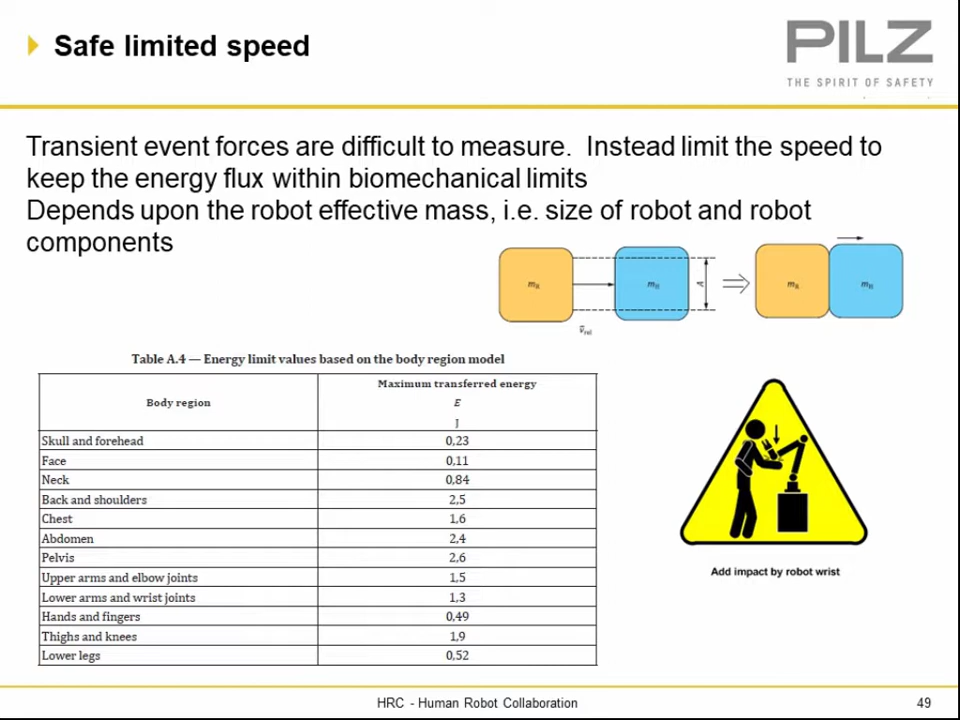 Safe limited speed
PILZ
THE SPIRIT OF SAFETY
Transient event forces are difficult to measure.  Instead limit the speed to
keep the energy flux within biomechanical limits
Depends upon the robot effective mass, i.e. size of robot and robot
components
mR
mH
A
vrel
mR
mH
Table A.4 — Energy limit values based on the body region model
Body region
Maximum transferred energy
E
J
Skull and forehead 0,23
Face 0,11
Neck 0,84
Back and shoulders 2,5
Chest 1,6
Abdomen 2,4
Pelvis 2,6
Upper arms and elbow joints 1,5
Lower arms and wrist joints 1,3
Hands and fingers 0,49
Thighs and knees 1,9
Lower legs 0,52
Add impact by robot wrist
HRC - Human Robot Collaboration
49